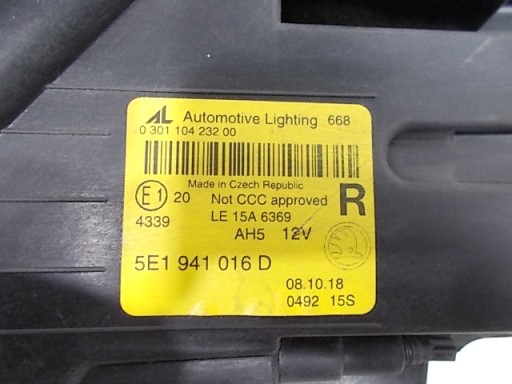 AL Automotive Lighting 668
0 301 104 232 00
Made in Czech Republic
E1 20 Not CCC approved R
4339 LE 15A 6369
AH5 12V
5E1 941 016 D
08.10.18
0492 15S